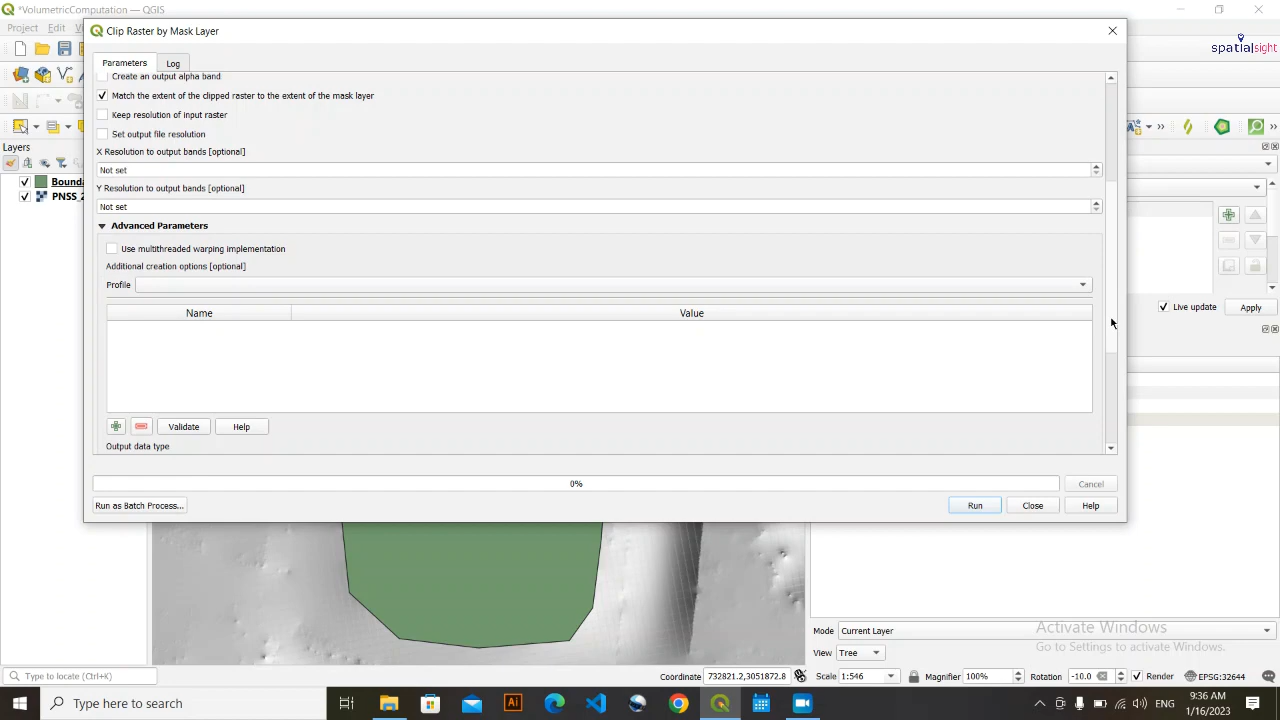 *VolumetricComputation — QGIS
Project Edit
Clip Raster by Mask Layer
spatialsight
Parameters Log
Create an output alpha band
Match the extent of the clipped raster to the extent of the mask layer
Keep resolution of input raster
Set output file resolution
X Resolution to output bands [optional]
Not set
Y Resolution to output bands [optional]
Not set
Advanced Parameters
Use multithreaded warping implementation
Additional creation options [optional]
Profile
Name Value
Validate Help
Output data type
0% Cancel
Run as Batch Process... Run Close Help
Layers
Bounda
PNSS_2
Live update Apply
Mode Current Layer
View Tree
Activate Windows
Go to Settings to activate Windows.
Type to locate (Ctrl+K) Coordinate 732821.2,3051872.8 Scale 1:546 Magnifier 100% Rotation -10.0 Render EPSG:32644
Type here to search ENG 9:36 AM
1/16/2023